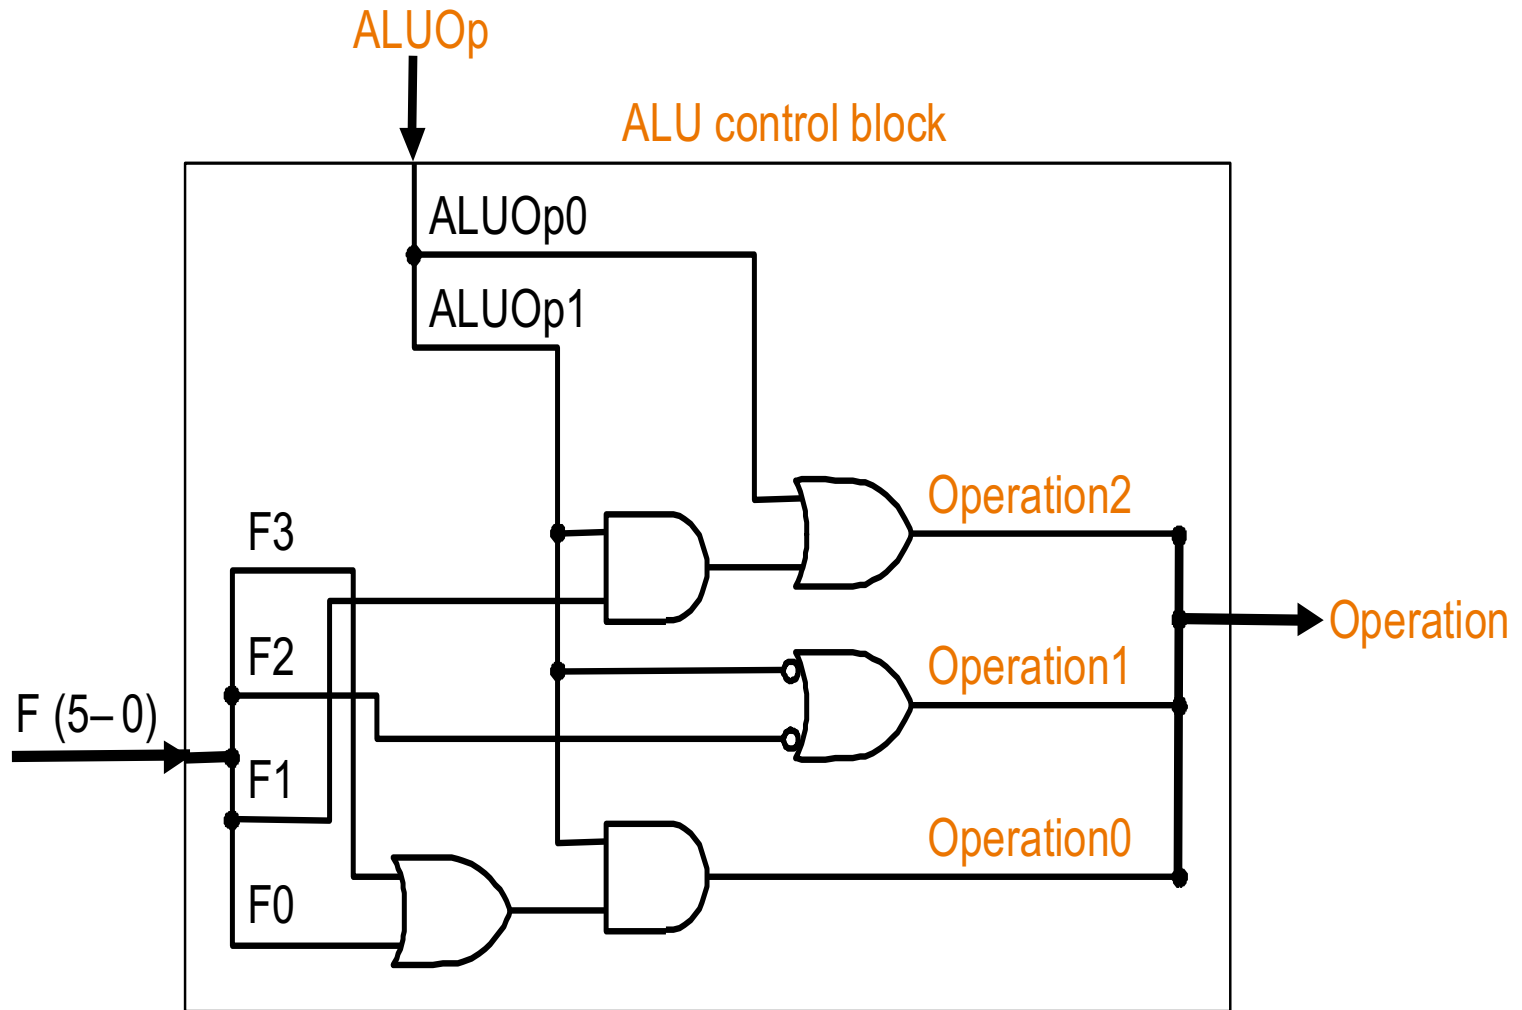 ALUOp
ALU control block
ALUOp0
ALUOp1
Operation2
F3
Operation
F2
Operation1
F (5–0)
F1
Operation0
F0